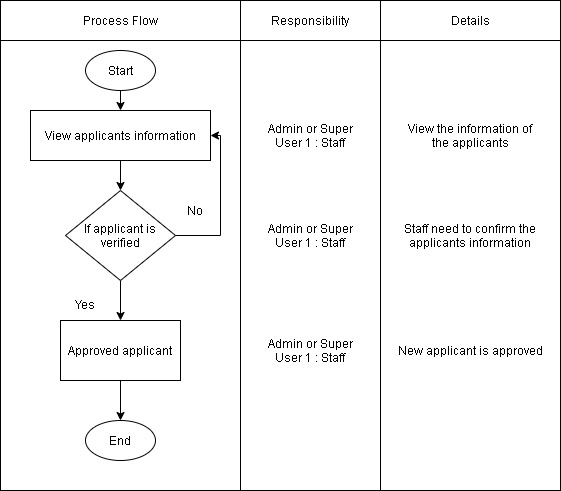 Process Flow
Responsibility
Details
Start
View applicants information
Admin or Super
User 1 : Staff
View the information of
the applicants
No
If applicant is
verified
Admin or Super
User 1 : Staff
Staff need to confirm the
applicants information
Yes
Approved applicant
Admin or Super
User 1 : Staff
New applicant is approved
End